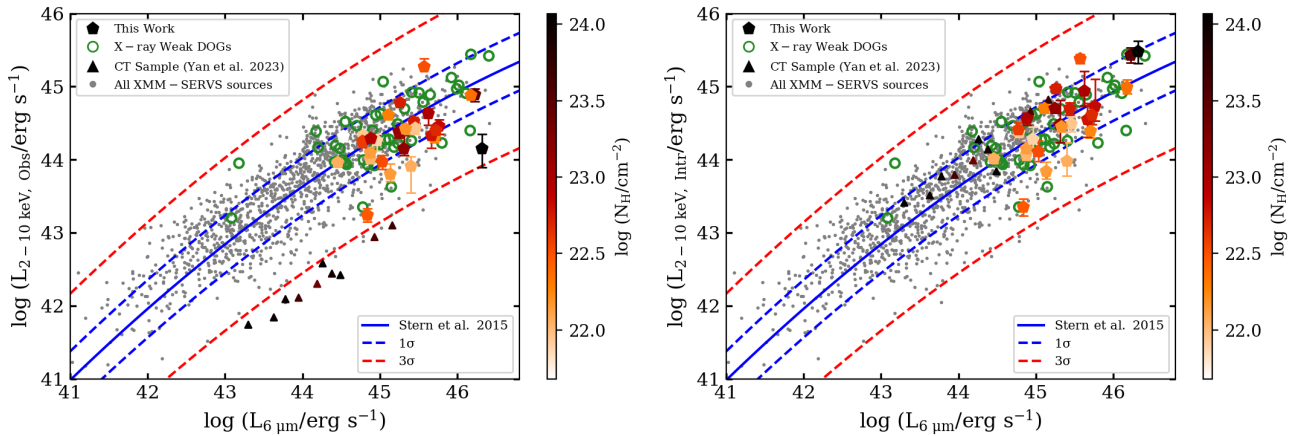 log (L2−10 keV, Obs/erg s−1)
46
45
44
43
42
41
This Work
X−ray Weak DOGs
CT Sample (Yan et al. 2023)
All XMM−SERVS sources
Stern et al. 2015
1σ
3σ
41
42
43
44
45
46
log (L6 μm/erg s−1)
24.0
23.5
23.0
22.5
22.0
log (NH/cm−2)
log (L2−10 keV, Intr/erg s−1)
46
45
44
43
42
41
This Work
X−ray Weak DOGs
CT Sample (Yan et al. 2023)
All XMM−SERVS sources
Stern et al. 2015
1σ
3σ
41
42
43
44
45
46
log (L6 μm/erg s−1)
24.0
23.5
23.0
22.5
22.0
log (NH/cm−2)